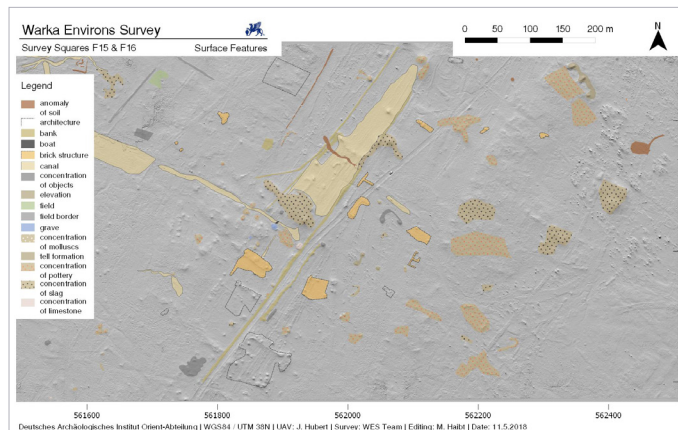 Warka Environs Survey
Survey Squares F15 & F16
Surface Features
0 50 100 150 200 m
N
Legend
anomaly
of soil
architecture
bank
boat
brick structure
canal
concentration
of objects
elevation
field
field border
grave
concentration
of molluscs
tell formation
concentration
of pottery
concentration
of slag
concentration
of limestone
561600 561800 562000 562200 562400
Deutsches Archäologisches Institut Orient-Abteilung | WGS84 / UTM 38N | UAV: J. Hubert | Survey: WES Team | Editing: M. Haibt | Date: 11.5.2018